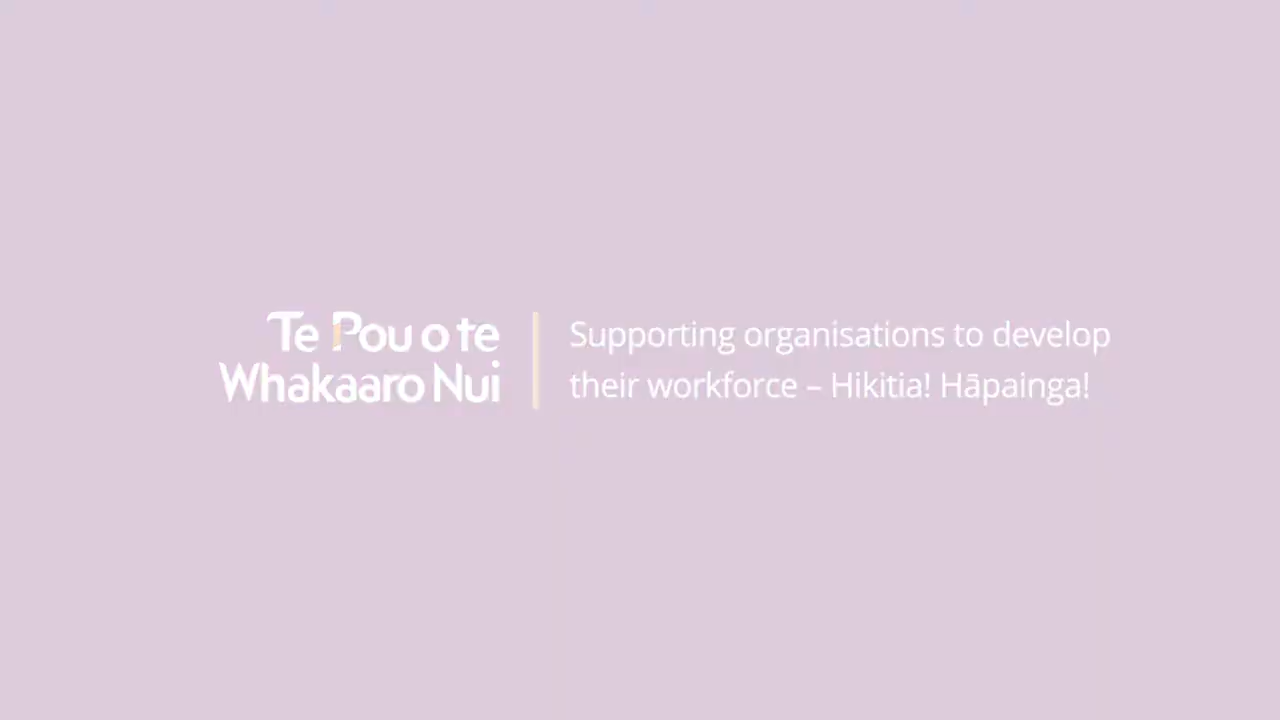 Te Pou o te
Whakaaro Nui
Supporting organisations to develop
their workforce – Hikitia! Hāpainga!